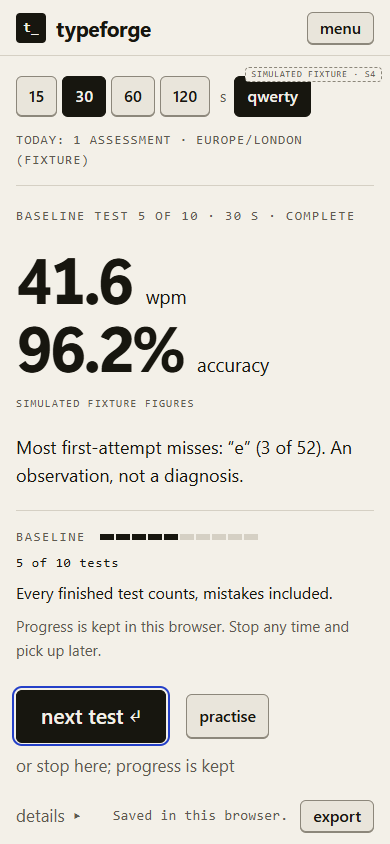 t_ typeforge menu
SIMULATED FIXTURE · S4
15 30 60 120 s qwerty
TODAY: 1 ASSESSMENT · EUROPE/LONDON
(FIXTURE)
BASELINE TEST 5 OF 10 · 30 S · COMPLETE
41.6 wpm
96.2% accuracy
SIMULATED FIXTURE FIGURES
Most first-attempt misses: “e” (3 of 52). An
observation, not a diagnosis.
BASELINE
5 of 10 tests
Every finished test counts, mistakes included.
Progress is kept in this browser. Stop any time and
pick up later.
next test ↵ practise
or stop here; progress is kept
details ▸ Saved in this browser. export